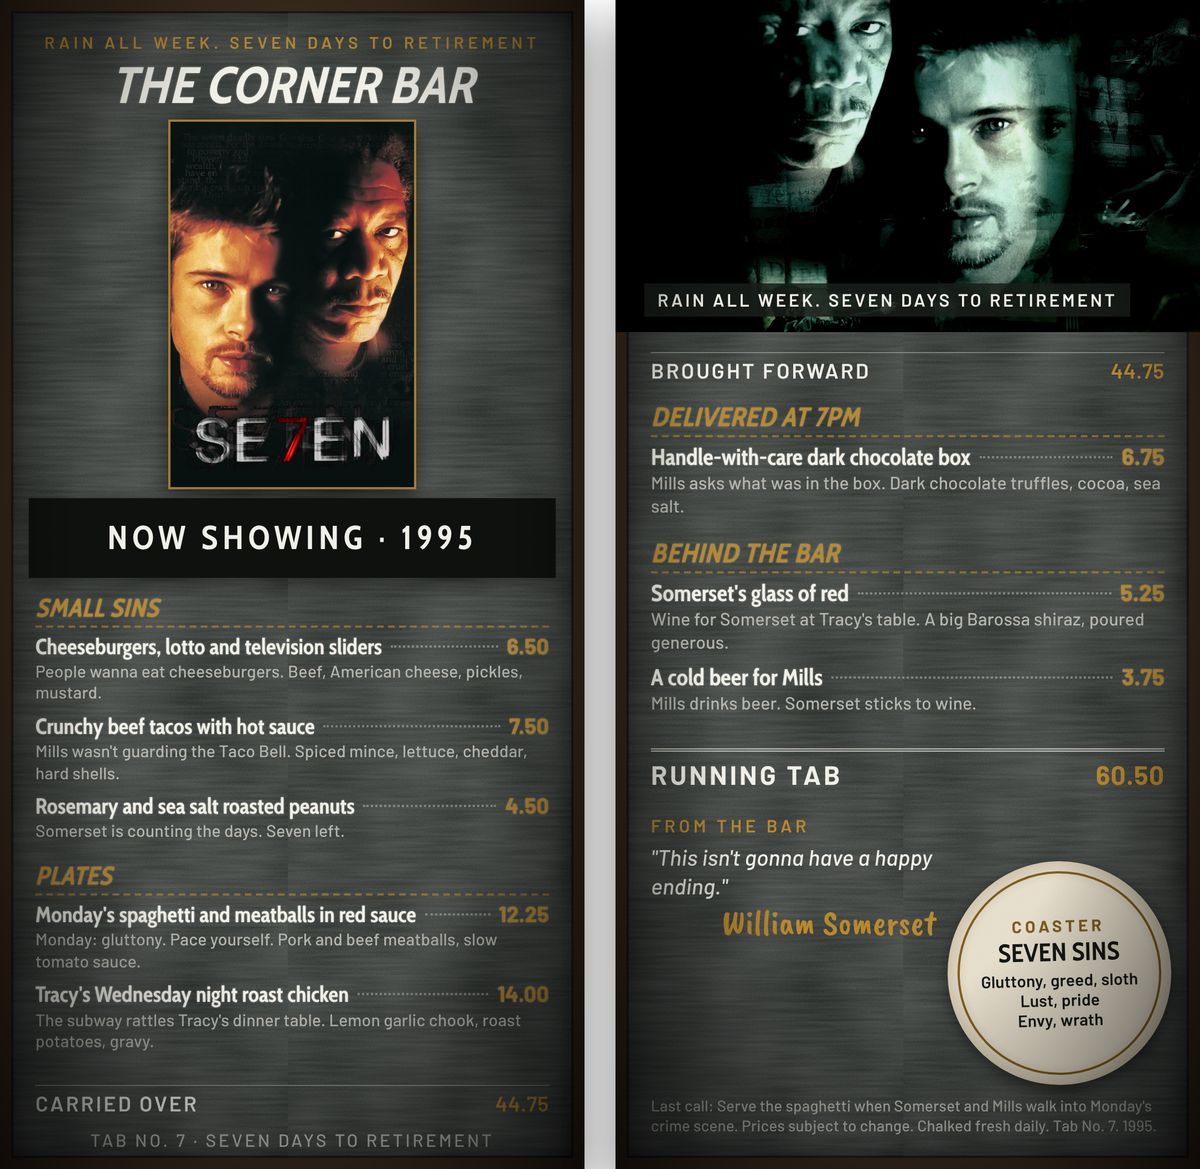 RAIN ALL WEEK. SEVEN DAYS TO RETIREMENT
THE CORNER BAR
SE7EN
NOW SHOWING · 1995
SMALL SINS
Cheeseburgers, lotto and television sliders 6.50
People wanna eat cheeseburgers. Beef, American cheese, pickles,
mustard.
Crunchy beef tacos with hot sauce 7.50
Mills wasn't guarding the Taco Bell. Spiced mince, lettuce, cheddar,
hard shells.
Rosemary and sea salt roasted peanuts 4.50
Somerset is counting the days. Seven left.
PLATES
Monday's spaghetti and meatballs in red sauce 12.25
Monday: gluttony. Pace yourself. Pork and beef meatballs, slow
tomato sauce.
Tracy's Wednesday night roast chicken 14.00
The subway rattles Tracy's dinner table. Lemon garlic chook, roast
potatoes, gravy.
CARRIED OVER 44.75
TAB NO. 7 · SEVEN DAYS TO RETIREMENT
RAIN ALL WEEK. SEVEN DAYS TO RETIREMENT
BROUGHT FORWARD 44.75
DELIVERED AT 7PM
Handle-with-care dark chocolate box 6.75
Mills asks what was in the box. Dark chocolate truffles, cocoa, sea
salt.
BEHIND THE BAR
Somerset's glass of red 5.25
Wine for Somerset at Tracy's table. A big Barossa shiraz, poured
generous.
A cold beer for Mills 3.75
Mills drinks beer. Somerset sticks to wine.
RUNNING TAB 60.50
FROM THE BAR
"This isn't gonna have a happy
ending."
William Somerset
COASTER
SEVEN SINS
Gluttony, greed, sloth
Lust, pride
Envy, wrath
Last call: Serve the spaghetti when Somerset and Mills walk into Monday's
crime scene. Prices subject to change. Chalked fresh daily. Tab No. 7. 1995.